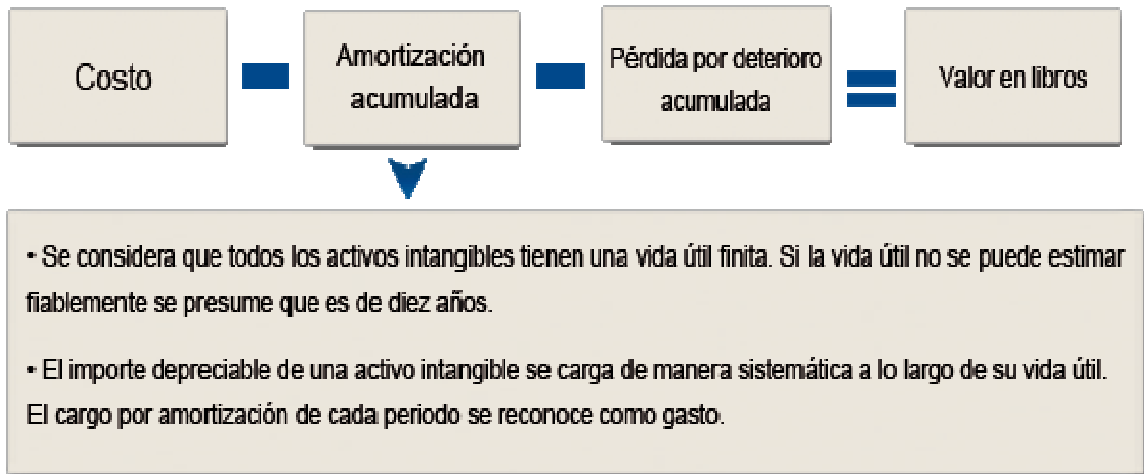 Costo
Amortización
acumulada
Pérdida por deterioro
acumulada
Valor en libros
• Se considera que todos los activos intangibles tienen una vida útil finita. Si la vida útil no se puede estimar
fiablemente se presume que es de diez años.
• El importe depreciable de una activo intangible se carga de manera sistemática a lo largo de su vida útil.
El cargo por amortización de cada periodo se reconoce como gasto.